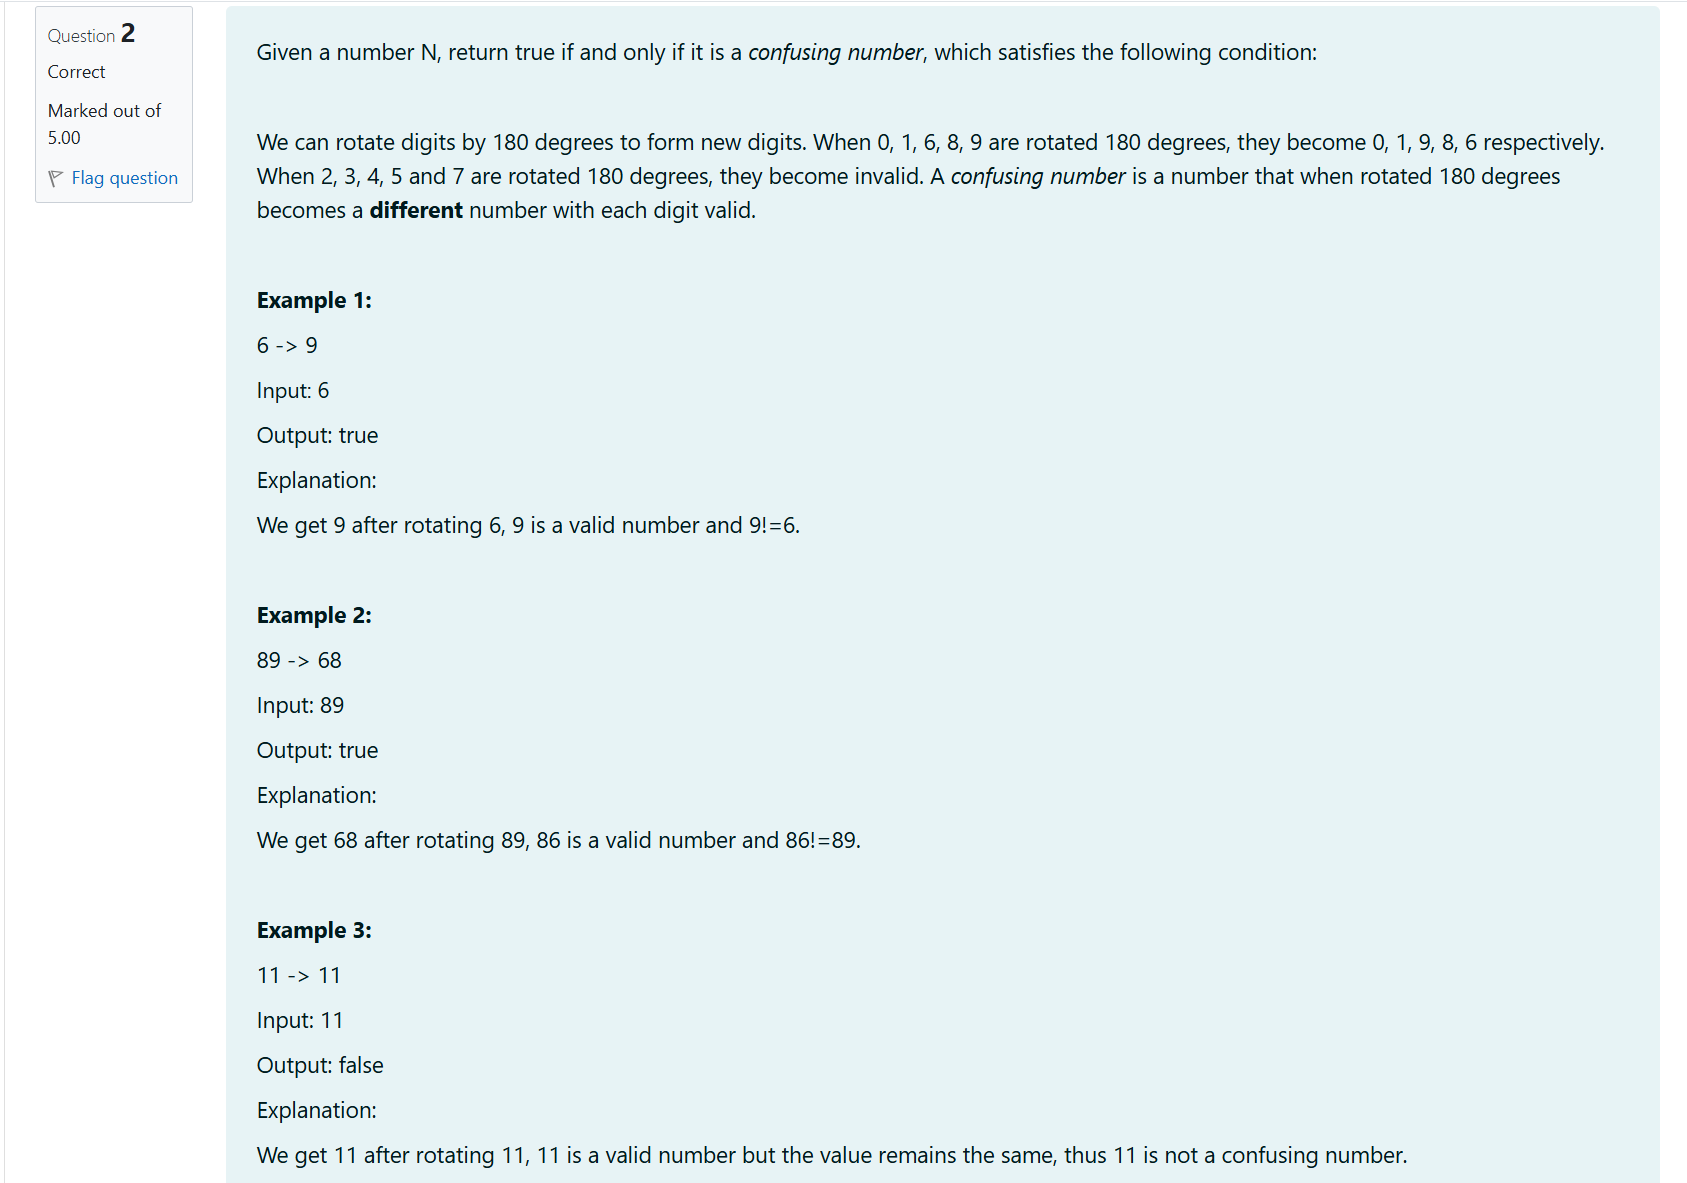 Question 2
Correct
Marked out of
5.00
Flag question
Given a number N, return true if and only if it is a confusing number, which satisfies the following condition:
We can rotate digits by 180 degrees to form new digits. When 0, 1, 6, 8, 9 are rotated 180 degrees, they become 0, 1, 9, 8, 6 respectively.
When 2, 3, 4, 5 and 7 are rotated 180 degrees, they become invalid. A confusing number is a number that when rotated 180 degrees
becomes a different number with each digit valid.
Example 1:
6 -> 9
Input: 6
Output: true
Explanation:
We get 9 after rotating 6, 9 is a valid number and 9!=6.
Example 2:
89 -> 68
Input: 89
Output: true
Explanation:
We get 68 after rotating 89, 86 is a valid number and 86!=89.
Example 3:
11 -> 11
Input: 11
Output: false
Explanation:
We get 11 after rotating 11, 11 is a valid number but the value remains the same, thus 11 is not a confusing number.